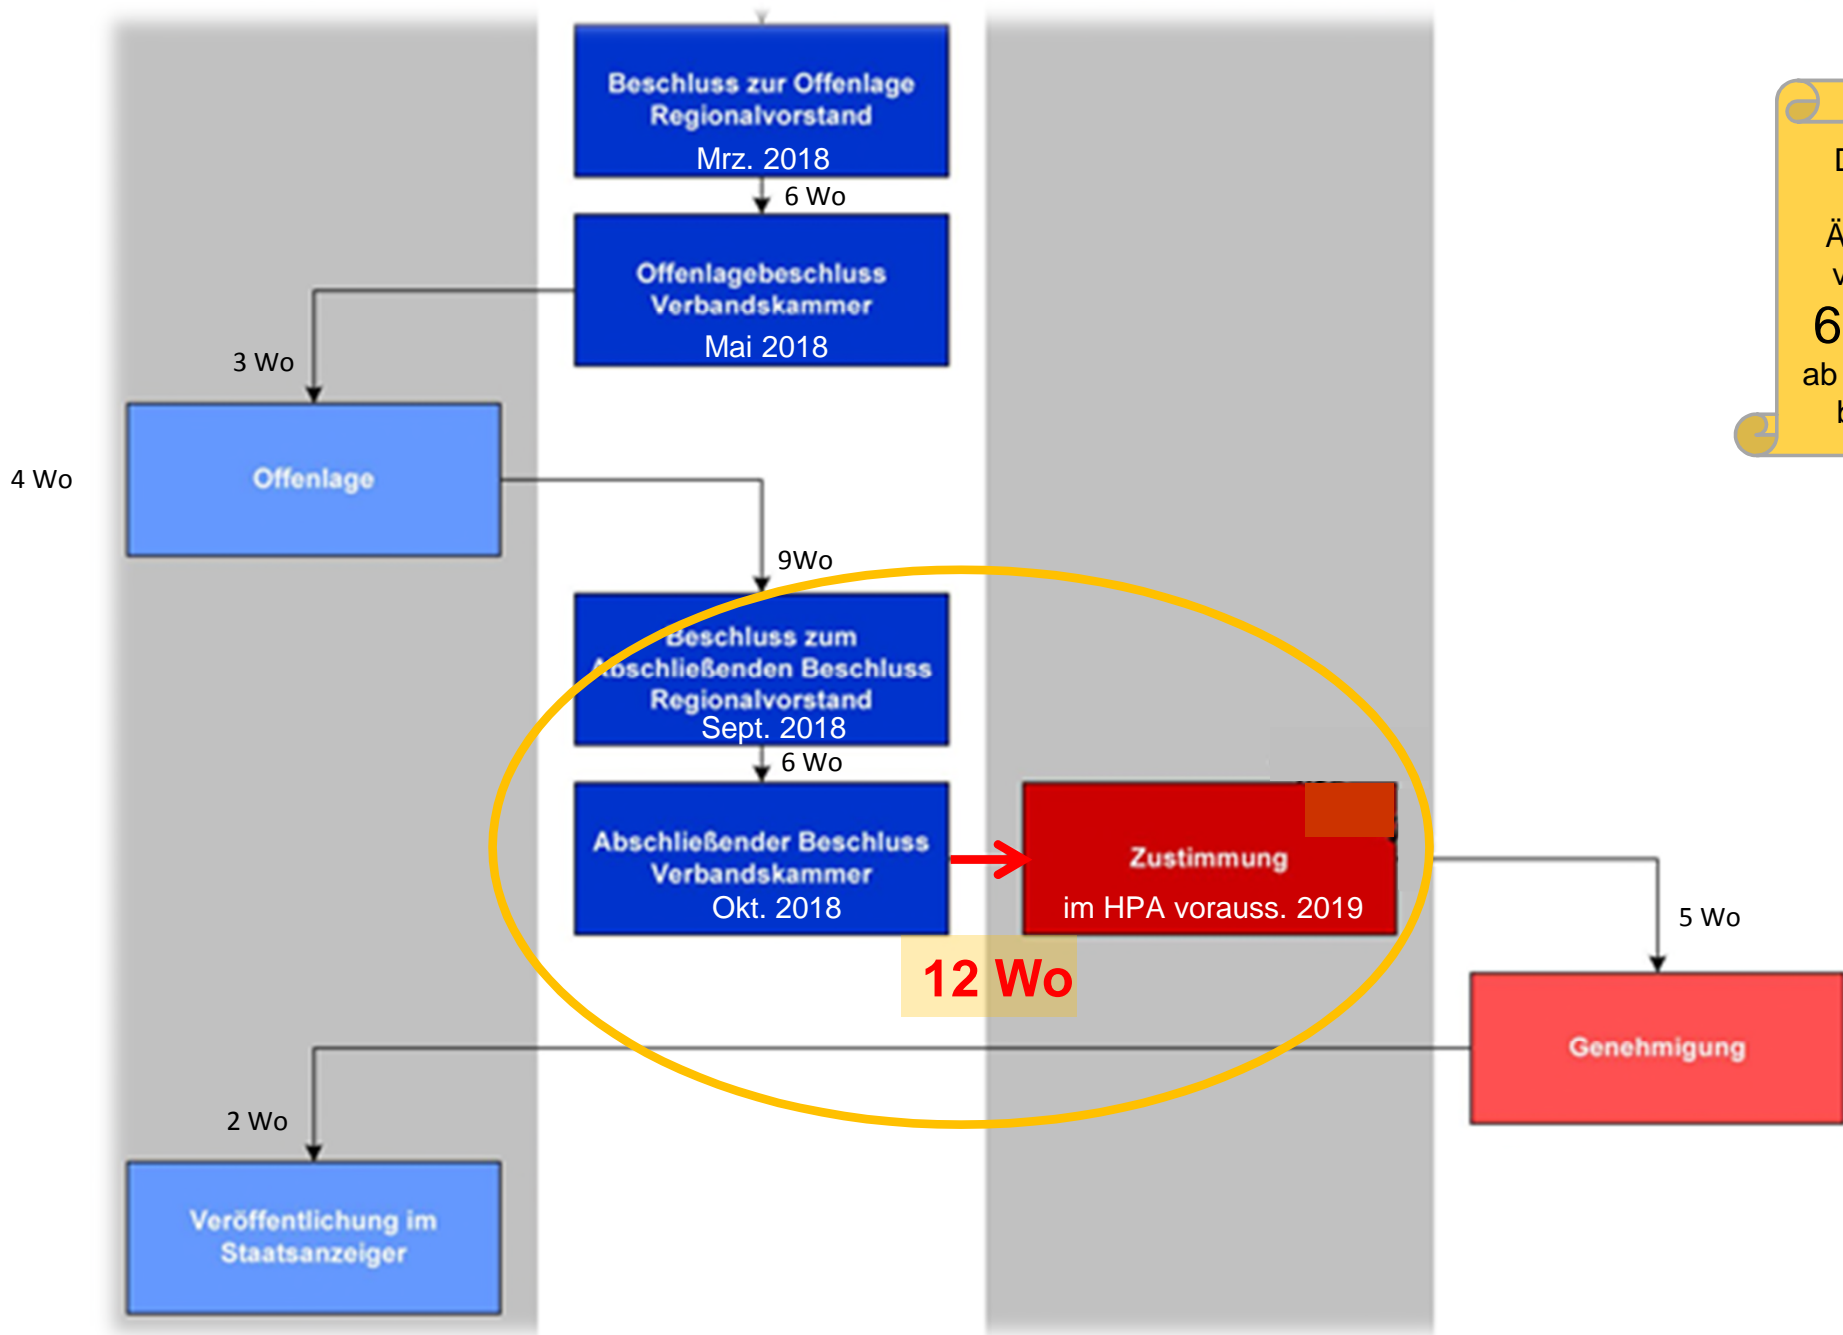 Beschluss zur Offenlage
Regionalvorstand
Mrz. 2018
6 Wo
Offenlagebeschluss
Verbandskammer
Mai 2018
3 Wo
4 Wo
Offenlage
9Wo
Beschluss zum
Abschließenden Beschluss
Regionalvorstand
Sept. 2018
6 Wo
Abschließender Beschluss
Verbandskammer
Okt. 2018
Zustimmung
im HPA vorauss. 2019
12 Wo
5 Wo
Genehmigung
2 Wo
Veröffentlichung im
Staatsanzeiger
6
ab